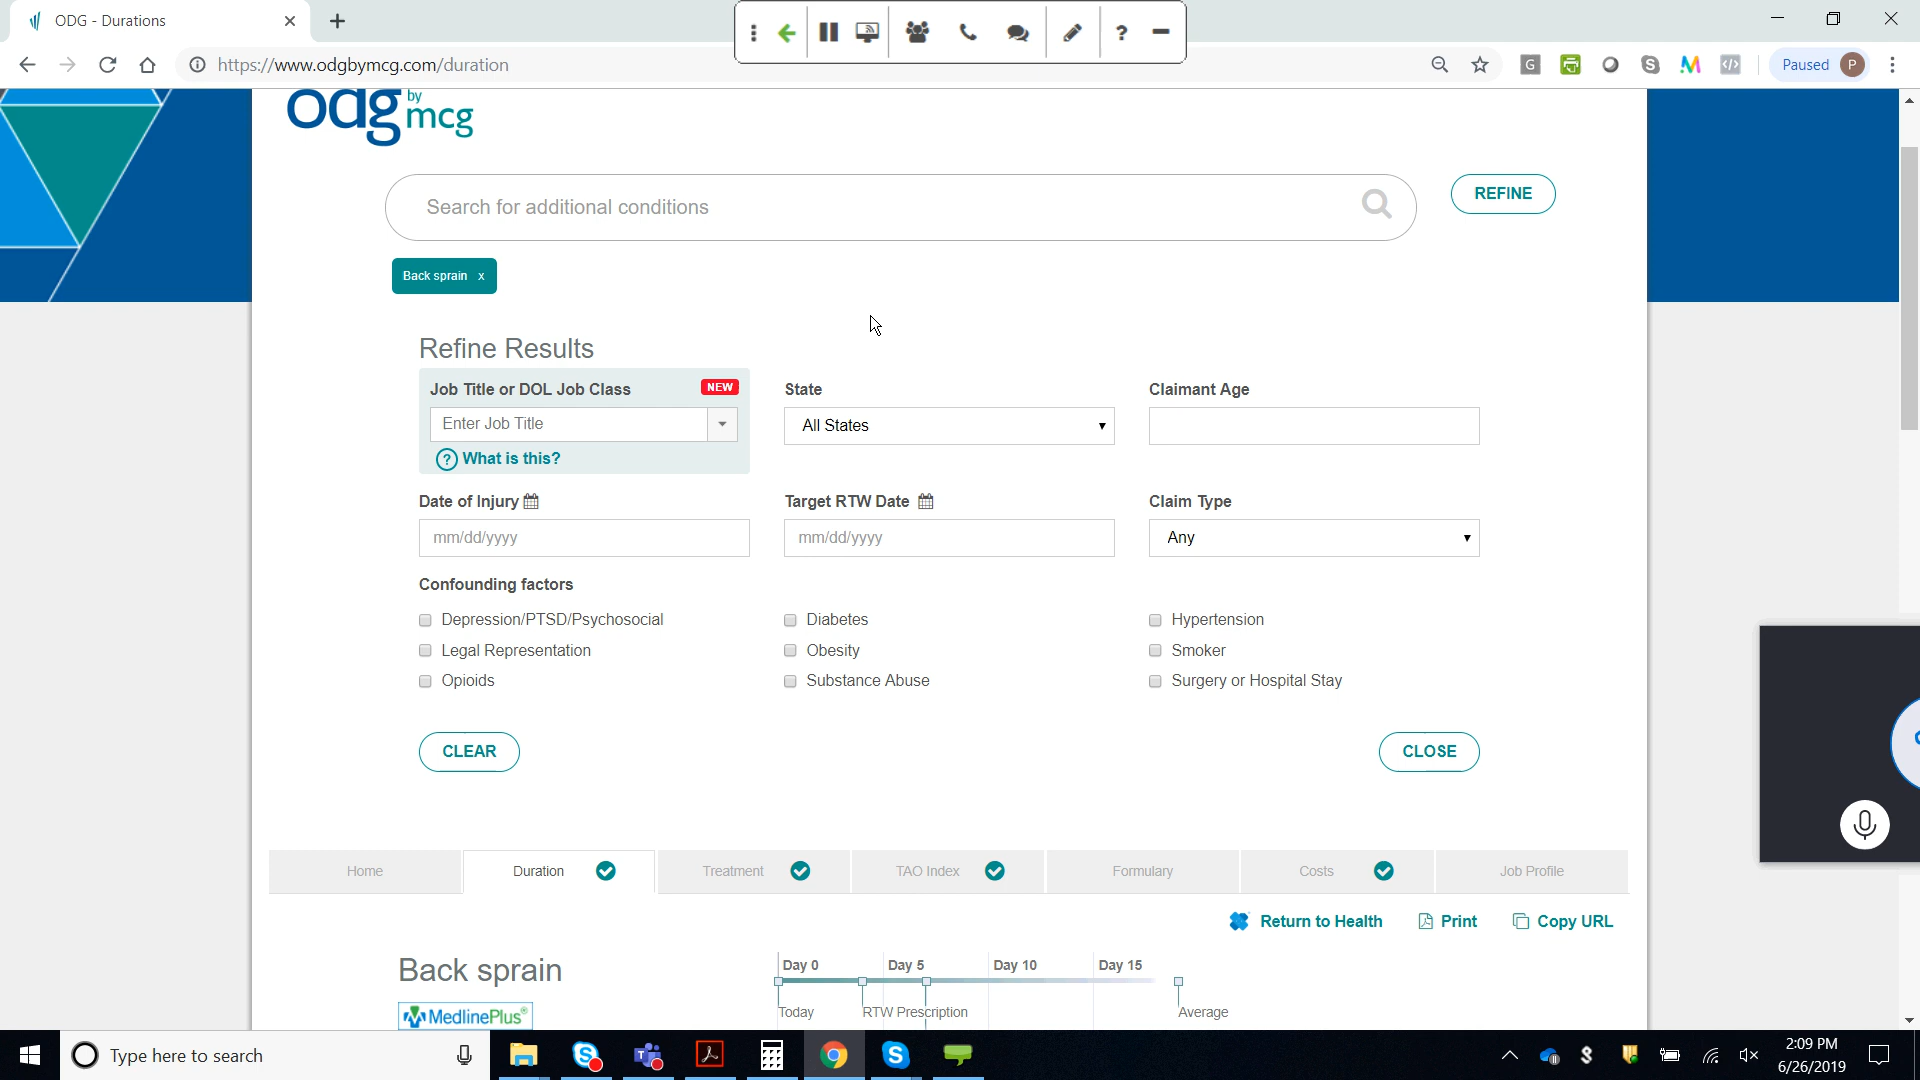 ODG - Durations
https://www.odgbymcg.com/duration
G
Paused P
odg by mcg
Search for additional conditions
REFINE
Back sprain x
Refine Results
Job Title or DOL Job Class NEW
State
Claimant Age
Enter Job Title
All States
? What is this?
Date of Injury
Target RTW Date
Claim Type
mm/dd/yyyy
mm/dd/yyyy
Any
Confounding factors
Depression/PTSD/Psychosocial
Diabetes
Hypertension
Legal Representation
Obesity
Smoker
Opioids
Substance Abuse
Surgery or Hospital Stay
CLEAR
CLOSE
Home
Duration
Treatment
TAO Index
Formulary
Costs
Job Profile
Return to Health
Print
Copy URL
Back sprain
Day 0
Day 5
Day 10
Day 15
MedlinePlus®
Today
RTW Prescription
Average
Type here to search
2:09 PM
6/26/2019